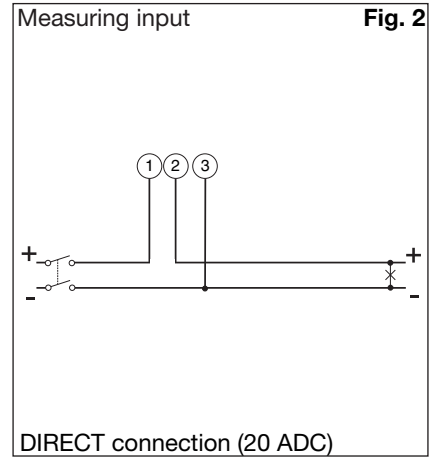 Measuring input Fig. 2
1 2 3
+ +
- -
DIRECT connection (20 ADC)